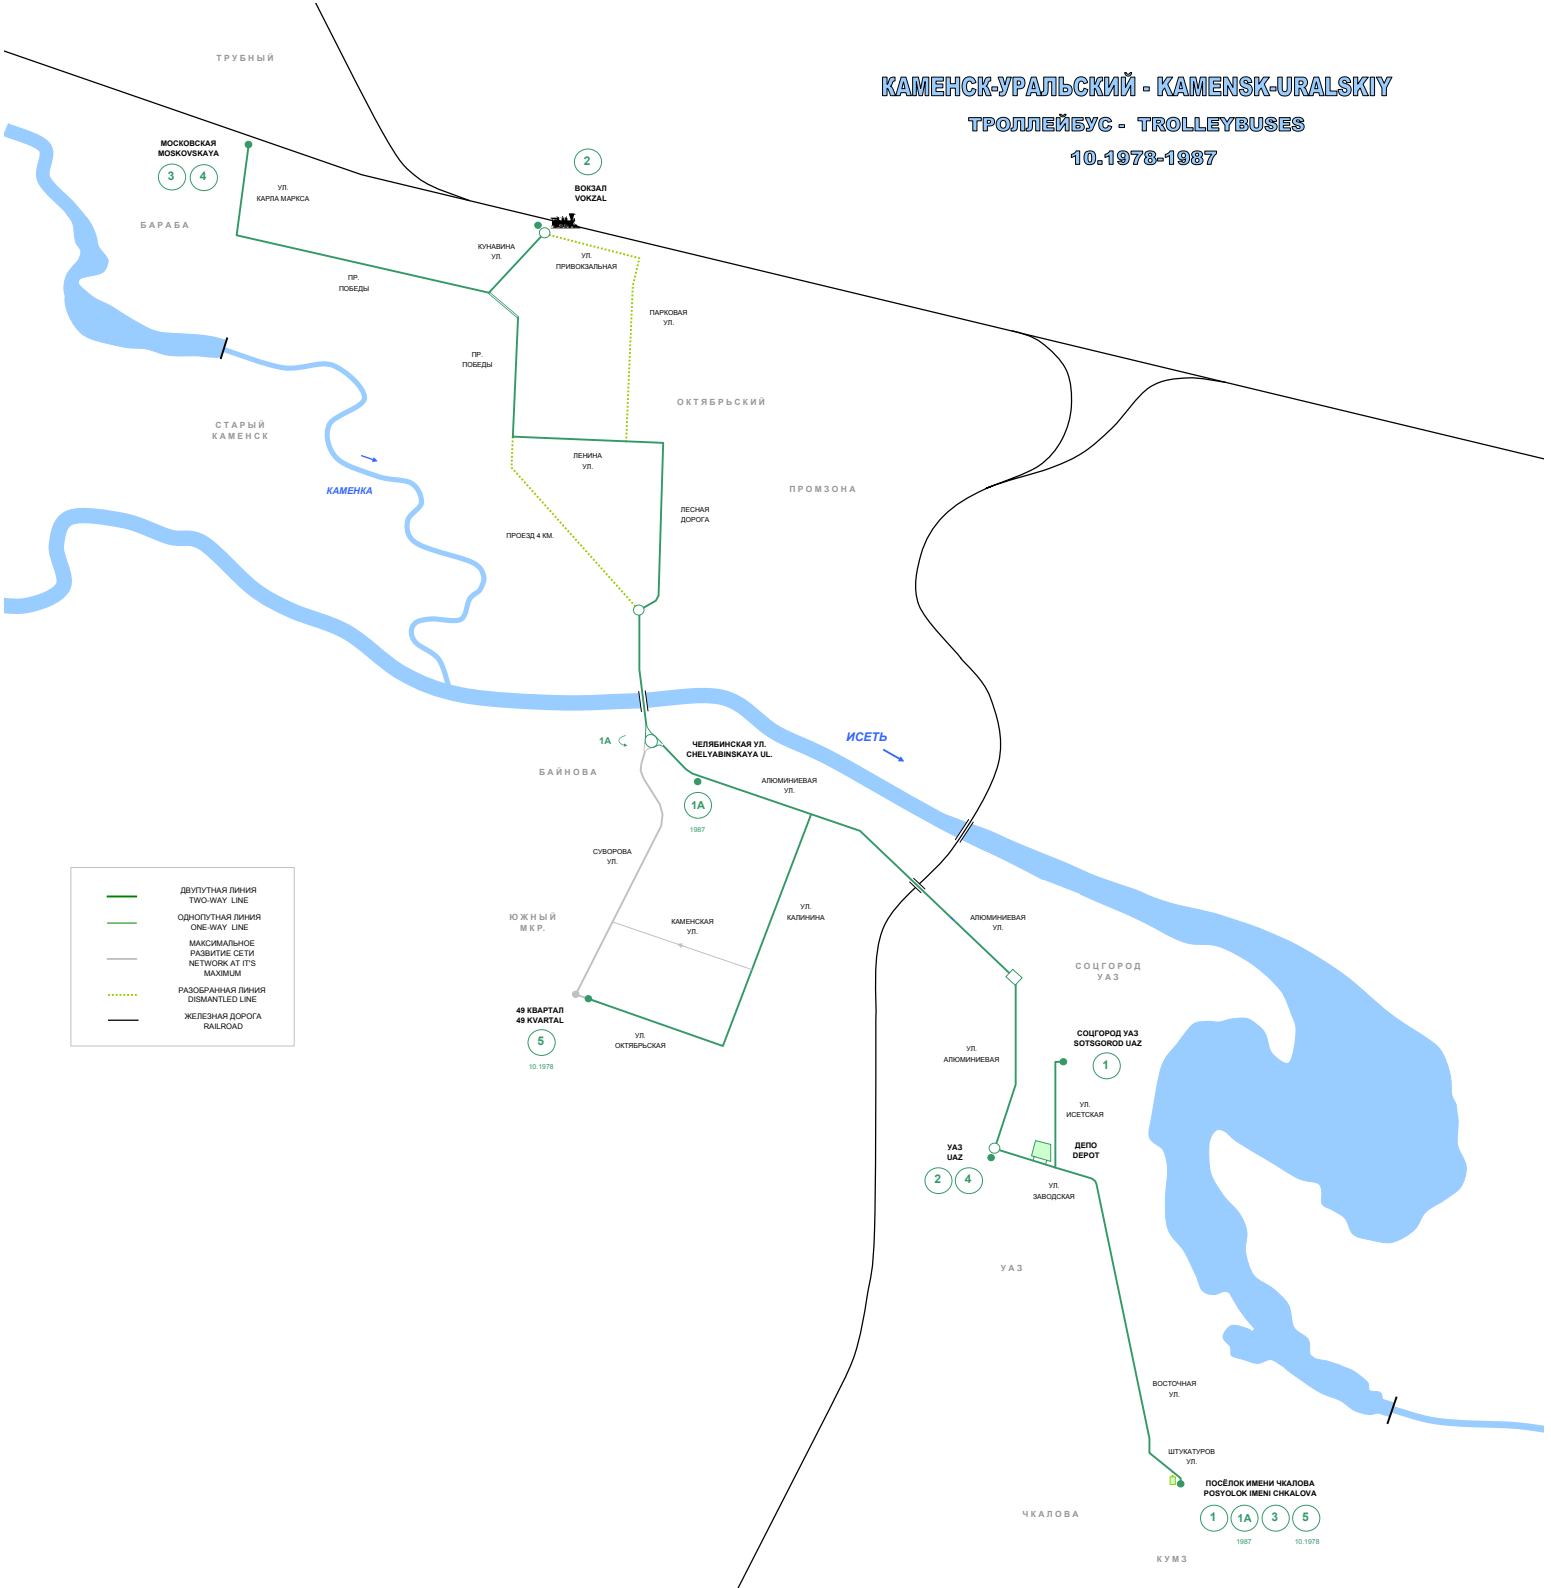 ТРУБНЫЙ
КАМЕНСК-УРАЛЬСКИЙ - KAMENSK-URALSKIY
ТРОЛЛЕЙБУС - TROLLEYBUSES
10.1978-1987
МОСКОВСКАЯ
MOSKOVSKAYA
3 4
УЛ.
КАРЛА МАРКСА
2
ВОКЗАЛ
VOKZAL
БАРАБА
КУНАВИНА
УЛ.
УЛ.
ПРИВОКЗАЛЬНАЯ
ПР.
ПОБЕДЫ
ПАРКОВАЯ
УЛ.
ПР.
ПОБЕДЫ
ОКТЯБРЬСКИЙ
СТАРЫЙ
КАМЕНСК
ЛЕНИНА
УЛ.
КАМЕНКА
ПРОМЗОНА
ЛЕСНАЯ
ДОРОГА
ПРОЕЗД 4 КМ.
1А
ЧЕЛЯБИНСКАЯ УЛ.
CHELYABINSKAYA UL.
ИСЕТЬ
БАЙНОВА
АЛЮМИНИЕВАЯ
УЛ.
1А
1987
СУВОРОВА
УЛ.
ДВУПУТНАЯ ЛИНИЯ
TWO-WAY LINE
ОДНОПУТНАЯ ЛИНИЯ
ONE-WAY LINE
МАКСИМАЛЬНОЕ
РАЗВИТИЕ СЕТИ
NETWORK AT IT'S
MAXIMUM
РАЗОБРАННАЯ ЛИНИЯ
DISMANTLED LINE
ЖЕЛЕЗНАЯ ДОРОГА
RAILROAD
ЮЖНЫЙ
МКР.
КАМЕНСКАЯ
УЛ.
УЛ.
КАЛИНИНА
АЛЮМИНИЕВАЯ
УЛ.
СОЦГОРОД
УАЗ
49 КВАРТАЛ
49 KVARTAL
5
10.1978
УЛ.
ОКТЯБРЬСКАЯ
УЛ.
АЛЮМИНИЕВАЯ
СОЦГОРОД УАЗ
SOTSGOROD UAZ
1
УЛ.
ИСЕТСКАЯ
УАЗ
UAZ
2 4
ДЕПО
DEPOT
УЛ.
ЗАВОДСКАЯ
УАЗ
ВОСТОЧНАЯ
УЛ.
ШТУКАТУРОВ
УЛ.
ПОСЁЛОК ИМЕНИ ЧКАЛОВА
POSYOLOK IMENI CHKALOVA
1 1А 3 5
1987 10.1978
ЧКАЛОВА
КУМЗ